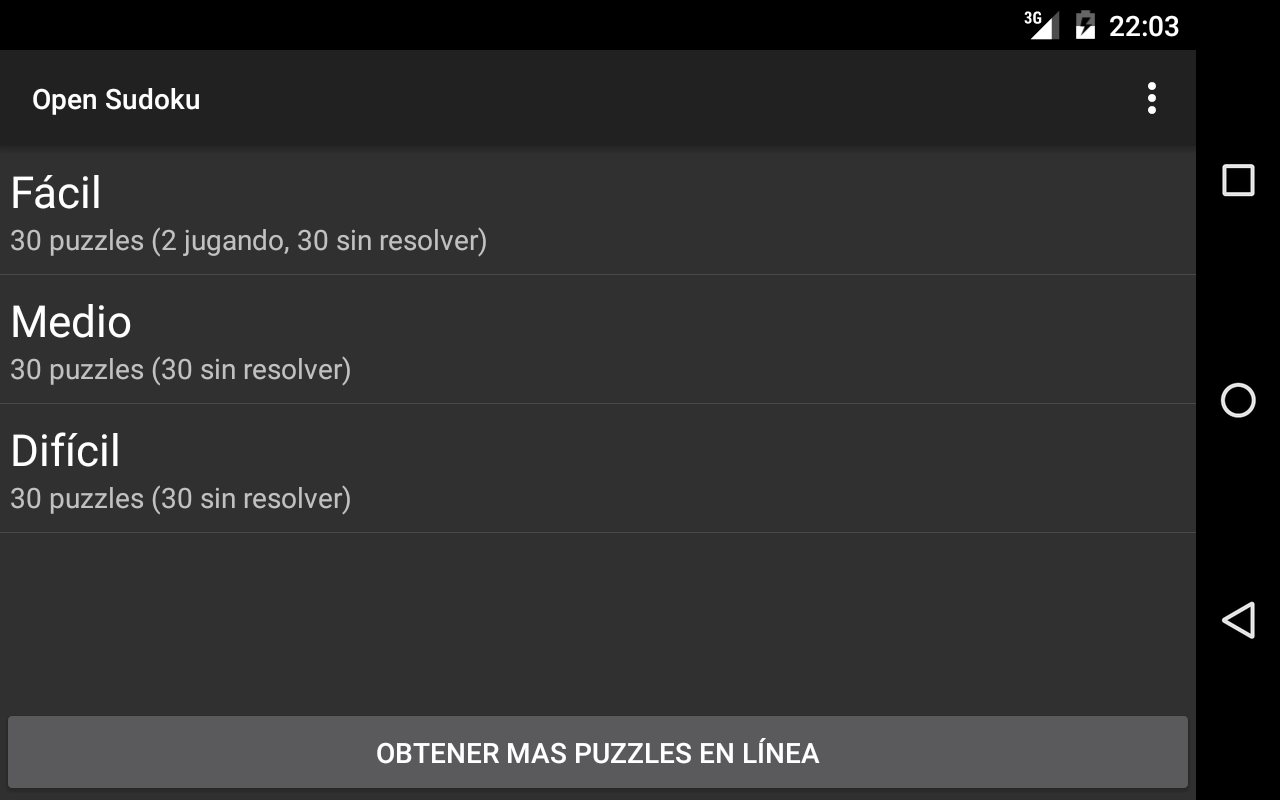 3G 22:03
Open Sudoku
Fácil
30 puzzles (2 jugando, 30 sin resolver)
Medio
30 puzzles (30 sin resolver)
Difícil
30 puzzles (30 sin resolver)
OBTENER MAS PUZZLES EN LÍNEA